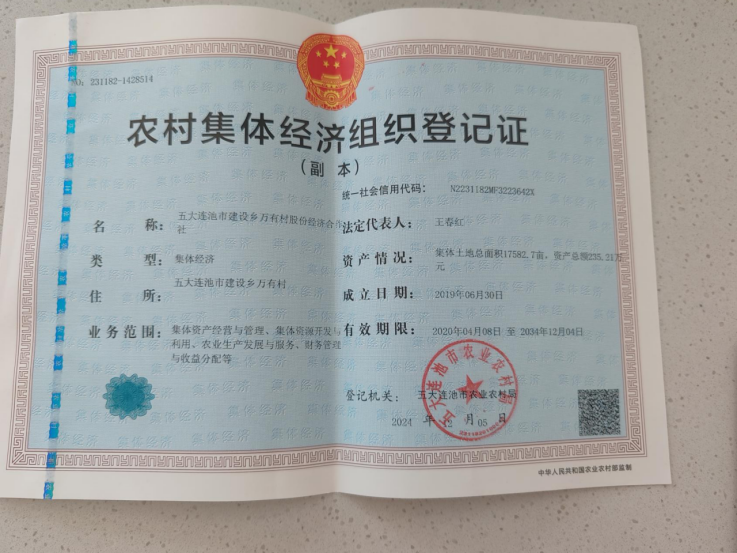 NO: 231182-1428514
农村集体经济组织登记证
（副 本）
统一社会信用代码： N2231182MF3223642X
名 称： 五大连池市建设乡万有村股份经济合作
社
类 型： 集体经济
住 所： 五大连池市建设乡万有村
业务范围： 集体资产经营与管理、集体资源开发与
利用、农业生产发展与服务、财务管理
与收益分配等
法定代表人： 王春红
资产情况： 集体土地总面积17582.7亩、资产总额235.21万
元
成立日期： 2019年06月30日
有效期限： 2020年04月08日 至 2034年12月04日
登记机关： 五大连池市农业农村局
2024 年 12 月 05 日
五大连池市农业农村局
中华人民共和国农业农村部监制